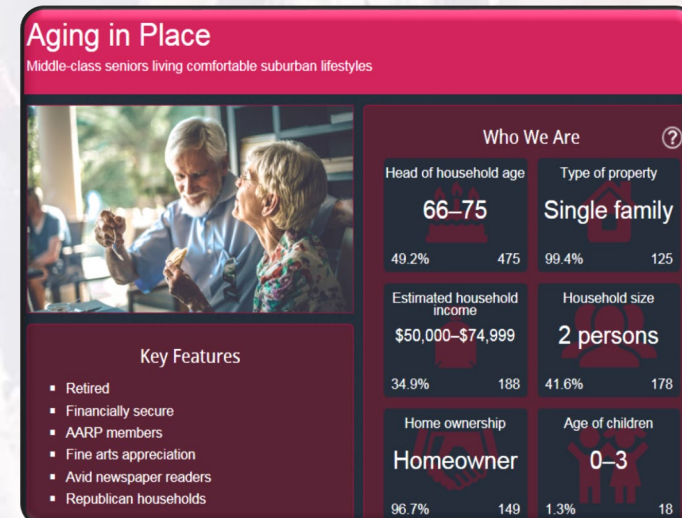 Aging in Place
Middle-class seniors living comfortable suburban lifestyles
Key Features
▪ Retired
▪ Financially secure
▪ AARP members
▪ Fine arts appreciation
▪ Avid newspaper readers
▪ Republican households
Who We Are
?
Head of household age
66–75
49.2% 475
Type of property
Single family
99.4% 125
Estimated household
income
$50,000–$74,999
34.9% 188
Household size
2 persons
41.6% 178
Home ownership
Homeowner
96.7% 149
Age of children
0–3
1.3% 18